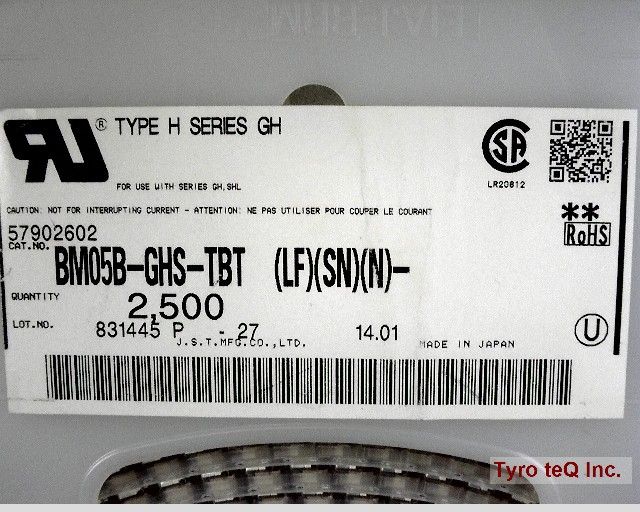 ® TYPE H SERIES GH
FOR USE WITH SERIES GH,SHL
SA
LR20812
CAUTION: NOT FOR INTERRUPTING CURRENT - ATTENTION: NE PAS UTILISER POUR COUPER LE COURANT
**
RoHS
57902602
CAT.NO.
BM05B-GHS-TBT (LF)(SN)(N)-
QUANTITY
2,500
LOT.NO.
831445 P - 27 14.01
J.S.T.MFG.CO.,LTD.
MADE IN JAPAN
U
Tyro teQ Inc.